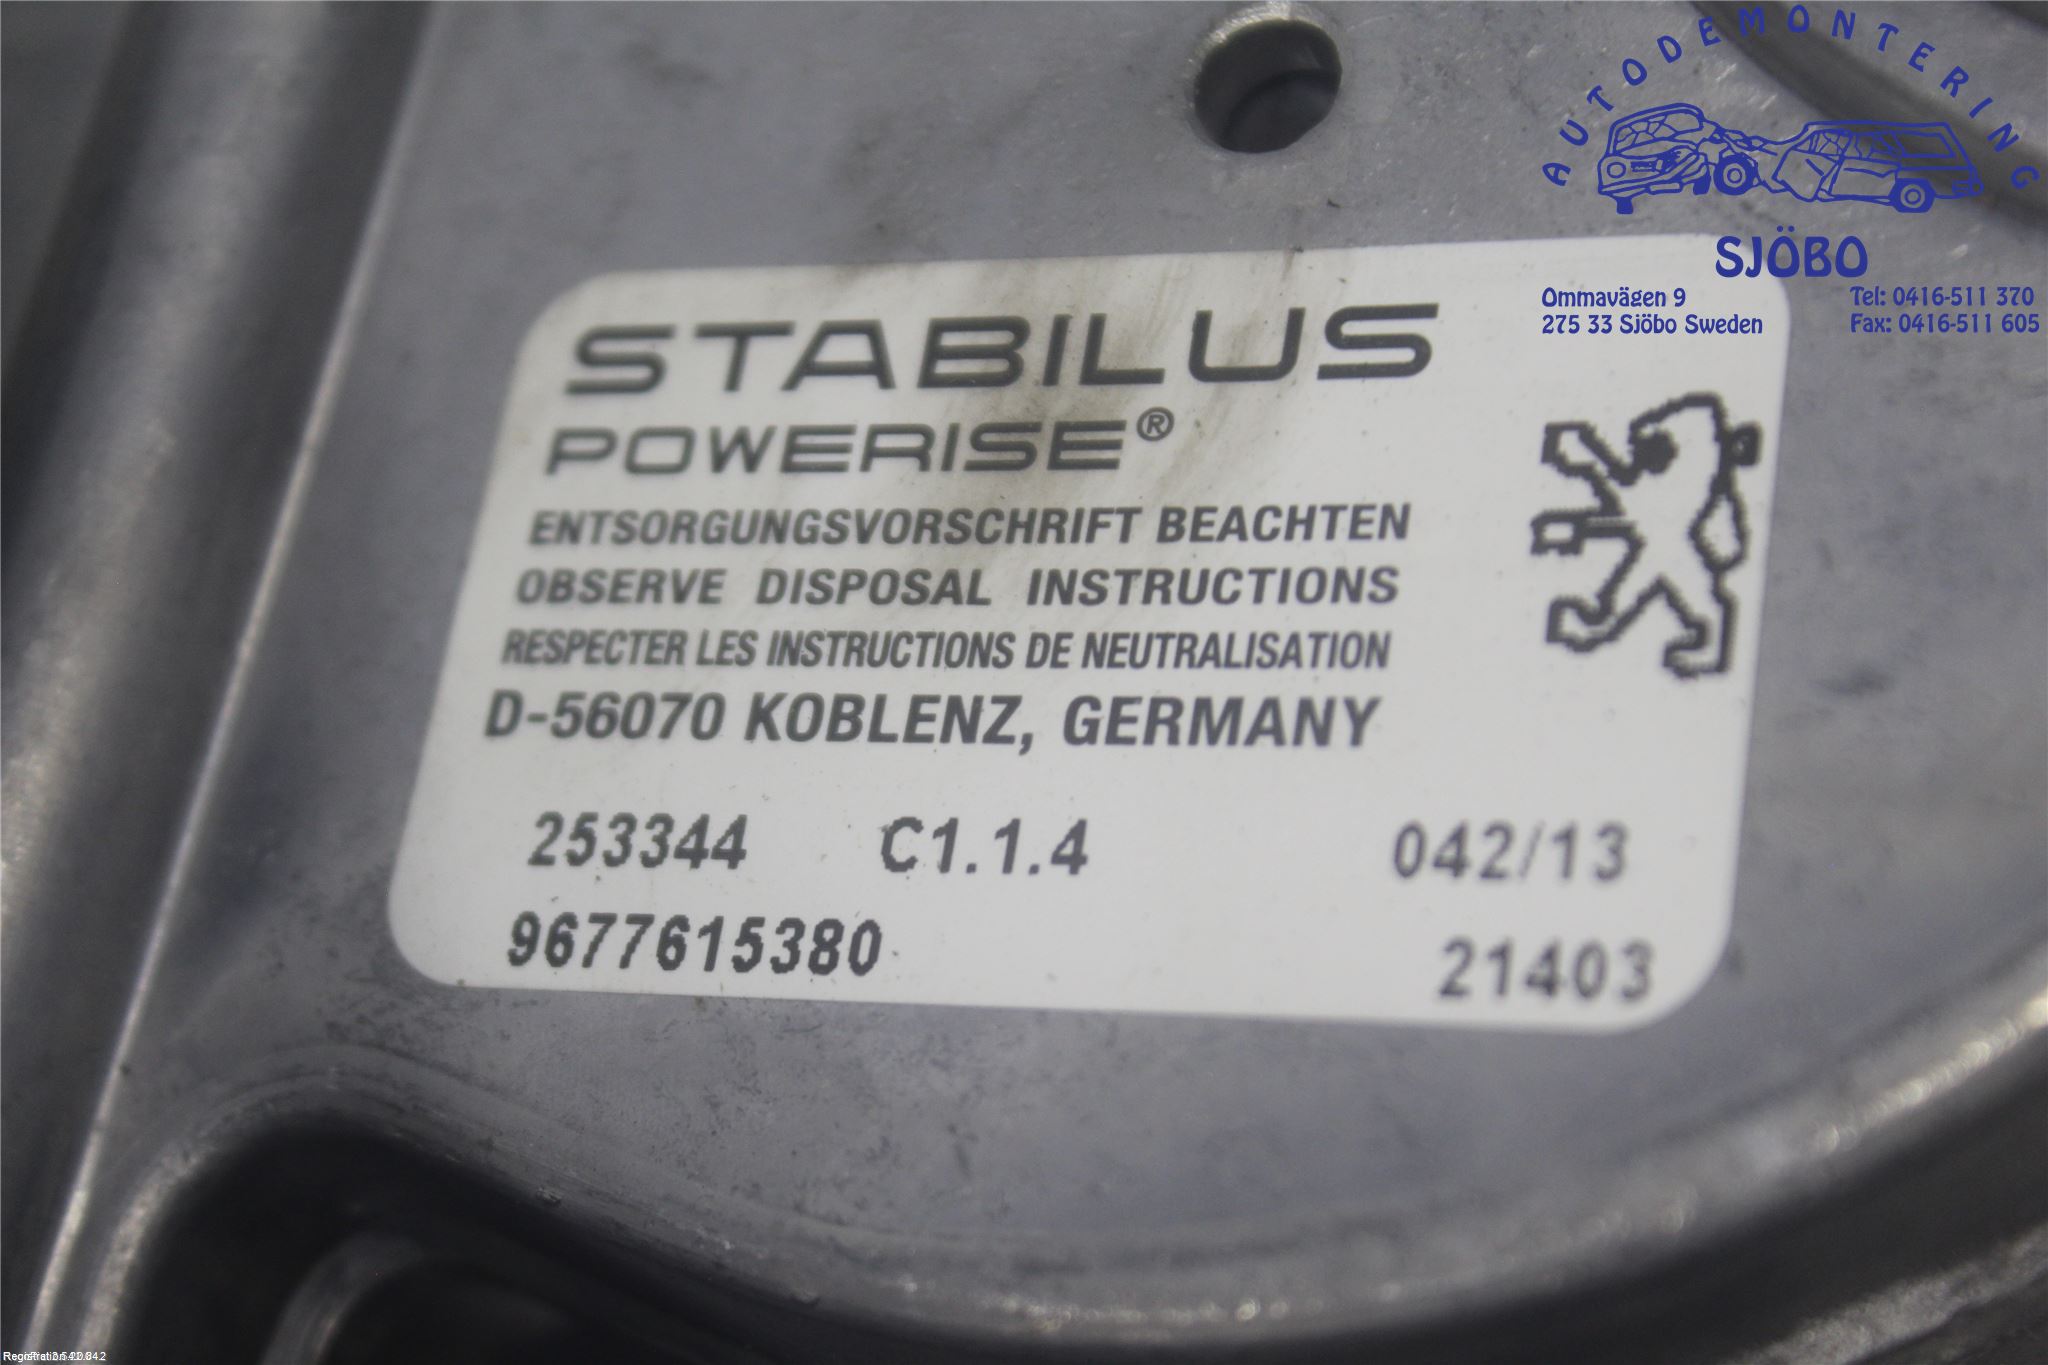 AUTODEMONTERING
SJÖBO
Ommavägen 9
275 33 Sjöbo Sweden
Tel: 0416-511 370
Fax: 0416-511 605
STABILUS
POWERISE®
ENTSORGUNGSVORSCHRIFT BEACHTEN
OBSERVE DISPOSAL INSTRUCTIONS
RESPECTER LES INSTRUCTIONS DE NEUTRALISATION
D-56070 KOBLENZ, GERMANY
253344 C1.1.4 042/13
9677615380 21403